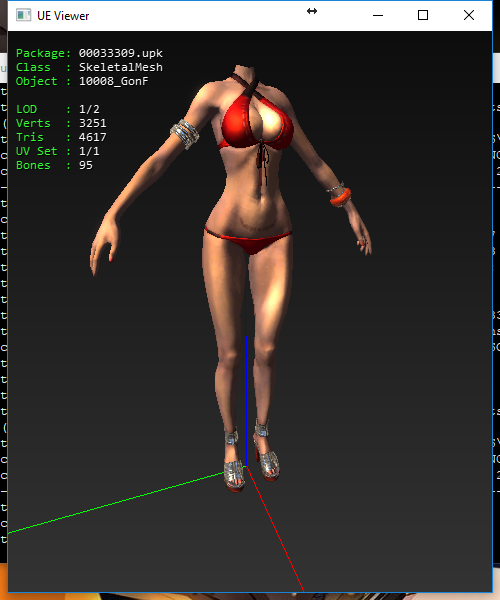 UE Viewer
Package: 00033309.upk
Class : SkeletalMesh
Object : 10008_GonF
LOD : 1/2
Verts : 3251
Tris : 4617
UV Set : 1/1
Bones : 95